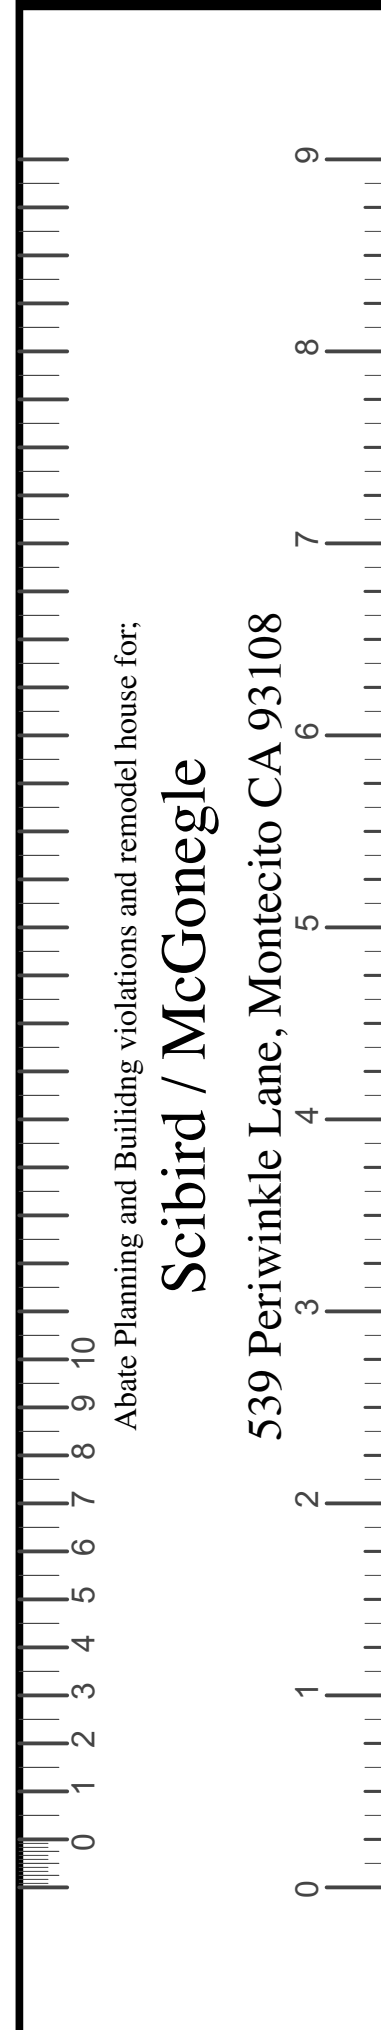 Abate Planning and Builidng violations and remodel house for;
Scibird / McGonegle
539 Periwinkle Lane, Montecito CA 93108
0 1 2 3 4 5 6 7 8 9 10
0 1 2 3 4 5 6 7 8 9